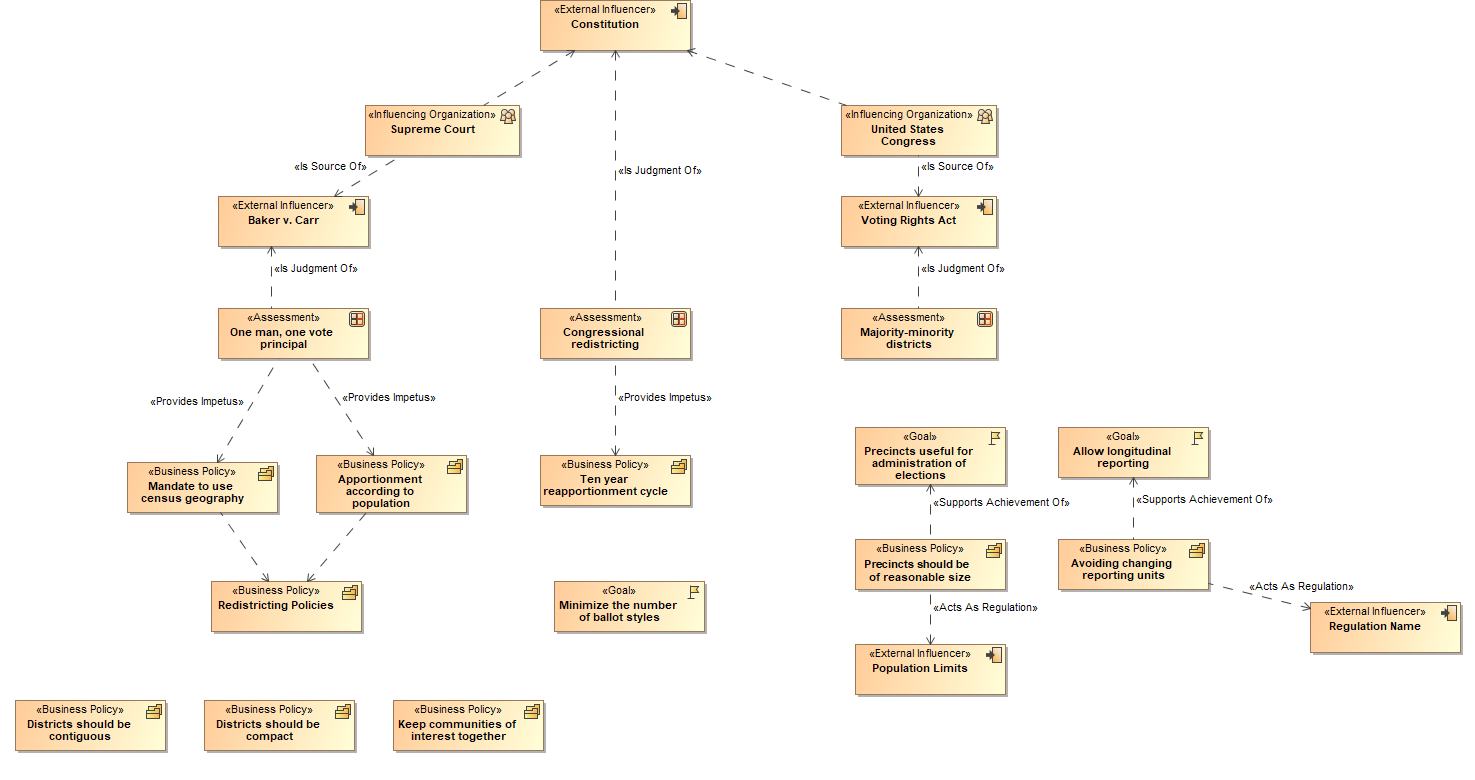 «External Influencer»
Constitution
«Influencing Organization»
Supreme Court
«Influencing Organization»
United States
Congress
«Is Source Of»
«Is Judgment Of»
«Is Source Of»
«External Influencer»
Baker v. Carr
«External Influencer»
Voting Rights Act
«Is Judgment Of»
«Is Judgment Of»
«Assessment»
One man, one vote
principal
«Assessment»
Congressional
redistricting
«Assessment»
Majority-minority
districts
«Provides Impetus»
«Provides Impetus»
«Provides Impetus»
«Goal»
Precincts useful for
administration of
elections
«Goal»
Allow longitudinal
reporting
«Business Policy»
Mandate to use
census geography
«Business Policy»
Apportionment
according to
population
«Business Policy»
Ten year
reapportionment cycle
«Supports Achievement Of»
«Supports Achievement Of»
«Business Policy»
Precincts should be
of reasonable size
«Business Policy»
Avoiding changing
reporting units
«Acts As Regulation»
«Business Policy»
Redistricting Policies
«Goal»
Minimize the number
of ballot styles
«Acts As Regulation»
«External Influencer»
Regulation Name
«External Influencer»
Population Limits
«Business Policy»
Districts should be
contiguous
«Business Policy»
Districts should be
compact
«Business Policy»
Keep communities of
interest together